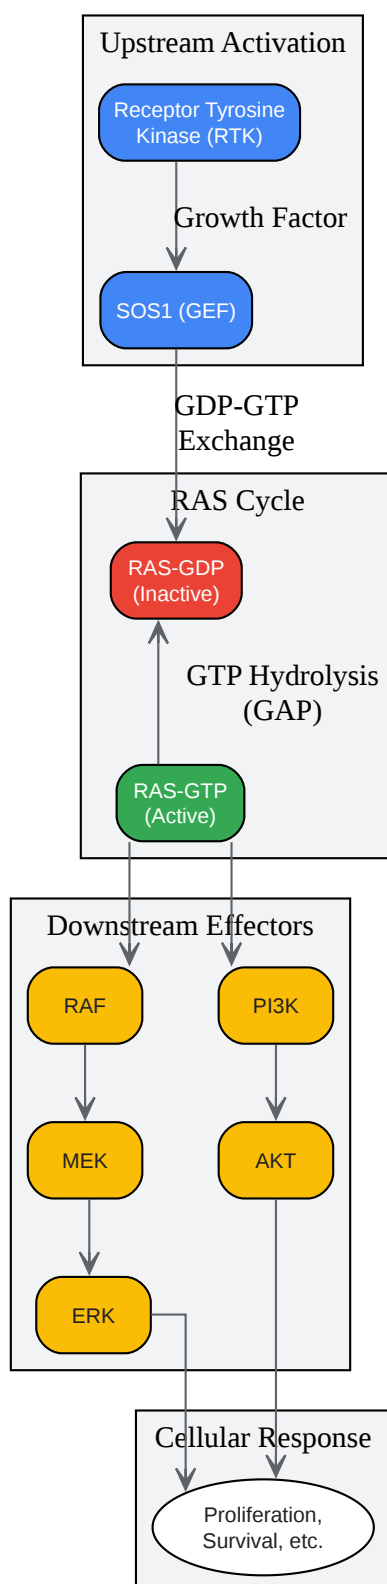 Upstream Activation
Receptor Tyrosine
Kinase (RTK)
Growth Factor
SOS1 (GEF)
GDP-GTP
Exchange
RAS Cycle
RAS-GDP
(Inactive)
GTP Hydrolysis
(GAP)
RAS-GTP
(Active)
Downstream Effectors
RAF
PI3K
MEK
AKT
ERK
Cellular Response
Proliferation,
Survival, etc.